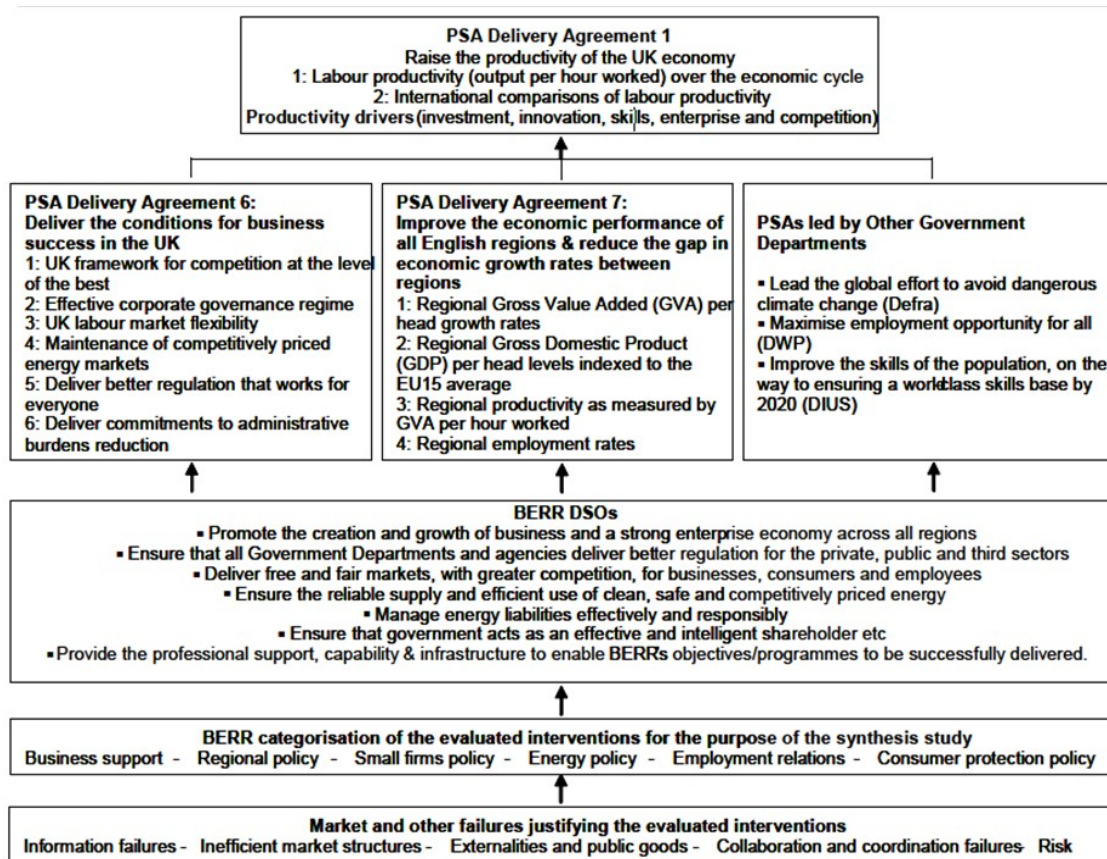 PSA Delivery Agreement 1
Raise the productivity of the UK economy
1: Labour productivity (output per hour worked) over the economic cycle
2: International comparisons of labour productivity
Productivity drivers (investment, innovation, skills, enterprise and competition)
PSA Delivery Agreement 6:
Deliver the conditions for business
success in the UK
1: UK framework for competition at the level
of the best
2: Effective corporate governance regime
3: UK labour market flexibility
4: Maintenance of competitively priced
energy markets
5: Deliver better regulation that works for
everyone
6: Deliver commitments to administrative
burdens reduction
PSA Delivery Agreement 7:
Improve the economic performance of
all English regions & reduce the gap in
economic growth rates between
regions
1: Regional Gross Value Added (GVA) per
head growth rates
2: Regional Gross Domestic Product
(GDP) per head levels indexed to the
EU15 average
3: Regional productivity as measured by
GVA per hour worked
4: Regional employment rates
PSAs led by Other Government
Departments
▪ Lead the global effort to avoid dangerous
climate change (Defra)
▪ Maximise employment opportunity for all
(DWP)
▪ Improve the skills of the population, on the
way to ensuring a workclass skills base by
2020 (DIUS)
BERR DSOs
▪ Promote the creation and growth of business and a strong enterprise economy across all regions
▪ Ensure that all Government Departments and agencies deliver better regulation for the private, public and third sectors
▪ Deliver free and fair markets, with greater competition, for businesses, consumers and employees
▪ Ensure the reliable supply and efficient use of clean, safe and competitively priced energy
▪ Manage energy liabilities effectively and responsibly
▪ Ensure that government acts as an effective and intelligent shareholder etc
▪ Provide the professional support, capability & infrastructure to enable BERR's objectives/programmes to be successfully delivered.
BERR categorisation of the evaluated interventions for the purpose of the synthesis study
Business support - Regional policy - Small firms policy - Energy policy - Employment relations - Consumer protection policy
Market and other failures justifying the evaluated interventions
Information failures - Inefficient market structures - Externalities and public goods - Collaboration and coordination failures - Risk